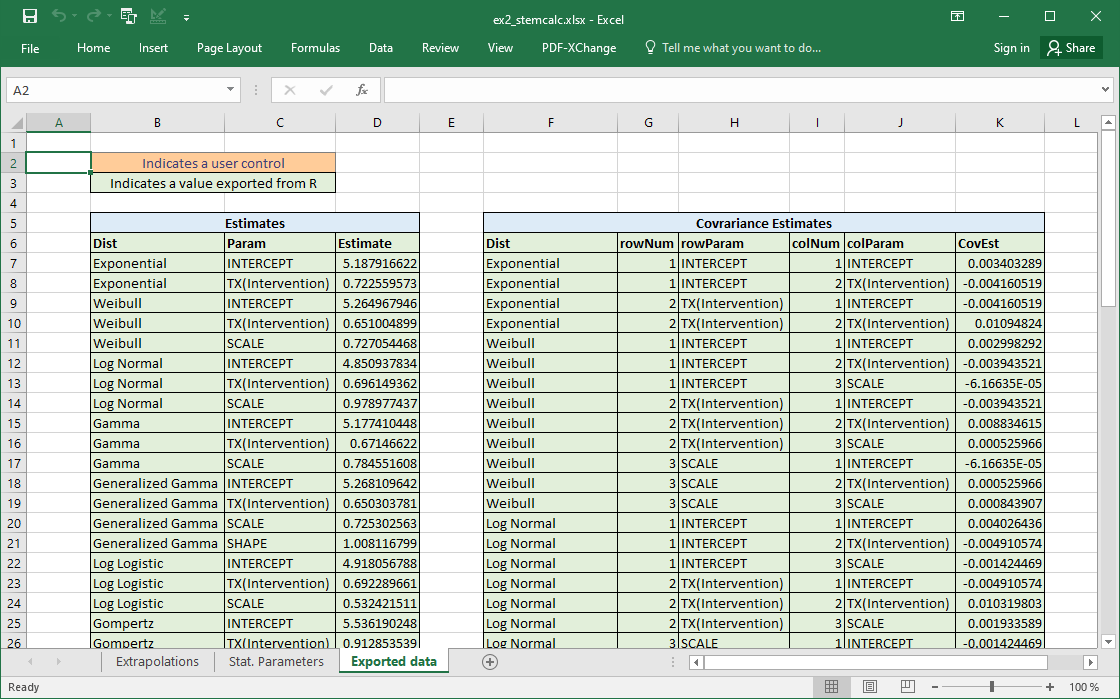 ex2_stemcalc.xlsx - Excel
File Home Insert Page Layout Formulas Data Review View PDF-XChange Tell me what you want to do... Sign in Share
A2 fx
A B C D E F G H I J K L
1
2 Indicates a user control
3 Indicates a value exported from R
4
5 Estimates Covrariance Estimates
6 Dist Param Estimate Dist rowNum rowParam colNum colParam CovEst
7 Exponential INTERCEPT 5.187916622 Exponential 1 INTERCEPT 1 INTERCEPT 0.003403289
8 Exponential TX(Intervention) 0.722559573 Exponential 1 INTERCEPT 2 TX(Intervention) -0.004160519
9 Weibull INTERCEPT 5.264967946 Exponential 2 TX(Intervention) 1 INTERCEPT -0.004160519
10 Weibull TX(Intervention) 0.651004899 Exponential 2 TX(Intervention) 2 TX(Intervention) 0.01094824
11 Weibull SCALE 0.727054468 Weibull 1 INTERCEPT 1 INTERCEPT 0.002998292
12 Log Normal INTERCEPT 4.850937834 Weibull 1 INTERCEPT 2 TX(Intervention) -0.003943521
13 Log Normal TX(Intervention) 0.696149362 Weibull 1 INTERCEPT 3 SCALE -6.16635E-05
14 Log Normal SCALE 0.978977437 Weibull 2 TX(Intervention) 1 INTERCEPT -0.003943521
15 Gamma INTERCEPT 5.177410448 Weibull 2 TX(Intervention) 2 TX(Intervention) 0.008834615
16 Gamma TX(Intervention) 0.67146622 Weibull 2 TX(Intervention) 3 SCALE 0.000525966
17 Gamma SCALE 0.784551608 Weibull 3 SCALE 1 INTERCEPT -6.16635E-05
18 Generalized Gamma INTERCEPT 5.268109642 Weibull 3 SCALE 2 TX(Intervention) 0.000525966
19 Generalized Gamma TX(Intervention) 0.650303781 Weibull 3 SCALE 3 SCALE 0.000843907
20 Generalized Gamma SCALE 0.725302563 Log Normal 1 INTERCEPT 1 INTERCEPT 0.004026436
21 Generalized Gamma SHAPE 1.008116799 Log Normal 1 INTERCEPT 2 TX(Intervention) -0.004910574
22 Log Logistic INTERCEPT 4.918056788 Log Normal 1 INTERCEPT 3 SCALE -0.001424469
23 Log Logistic TX(Intervention) 0.692289661 Log Normal 2 TX(Intervention) 1 INTERCEPT -0.004910574
24 Log Logistic SCALE 0.532421511 Log Normal 2 TX(Intervention) 2 TX(Intervention) 0.010319803
25 Gompertz INTERCEPT 5.536190248 Log Normal 2 TX(Intervention) 3 SCALE 0.001933589
26 Gompertz TX(Intervention) 0.912853539 Log Normal 3 SCALE 1 INTERCEPT -0.001424469
Extrapolations Stat. Parameters Exported data
Ready 100 %